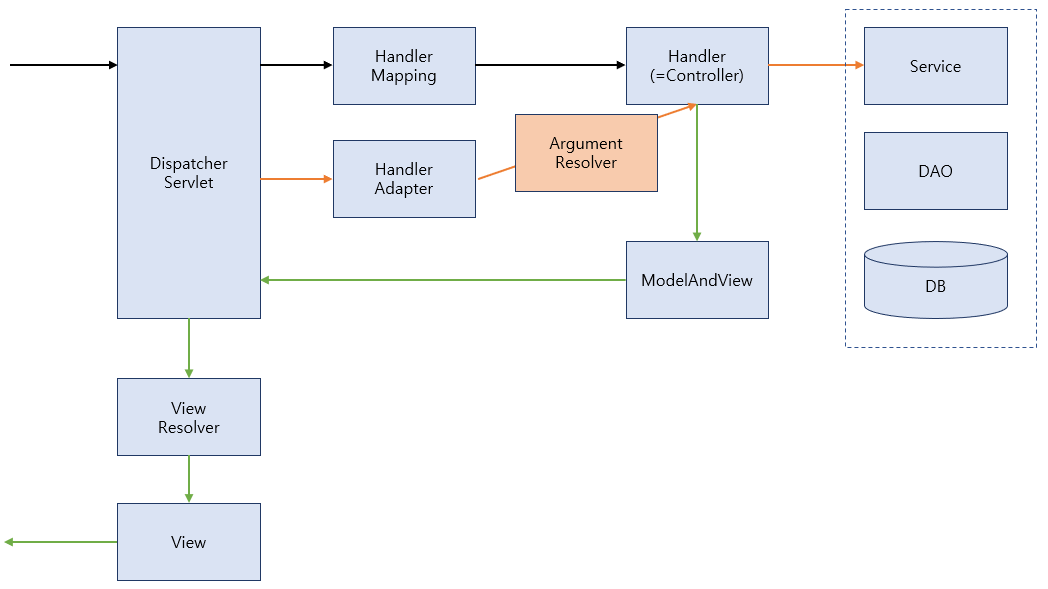 Dispatcher
Servlet
Handler
Mapping
Handler
(=Controller)
Service
Handler
Adapter
Argument
Resolver
DAO
ModelAndView
DB
View
Resolver
View